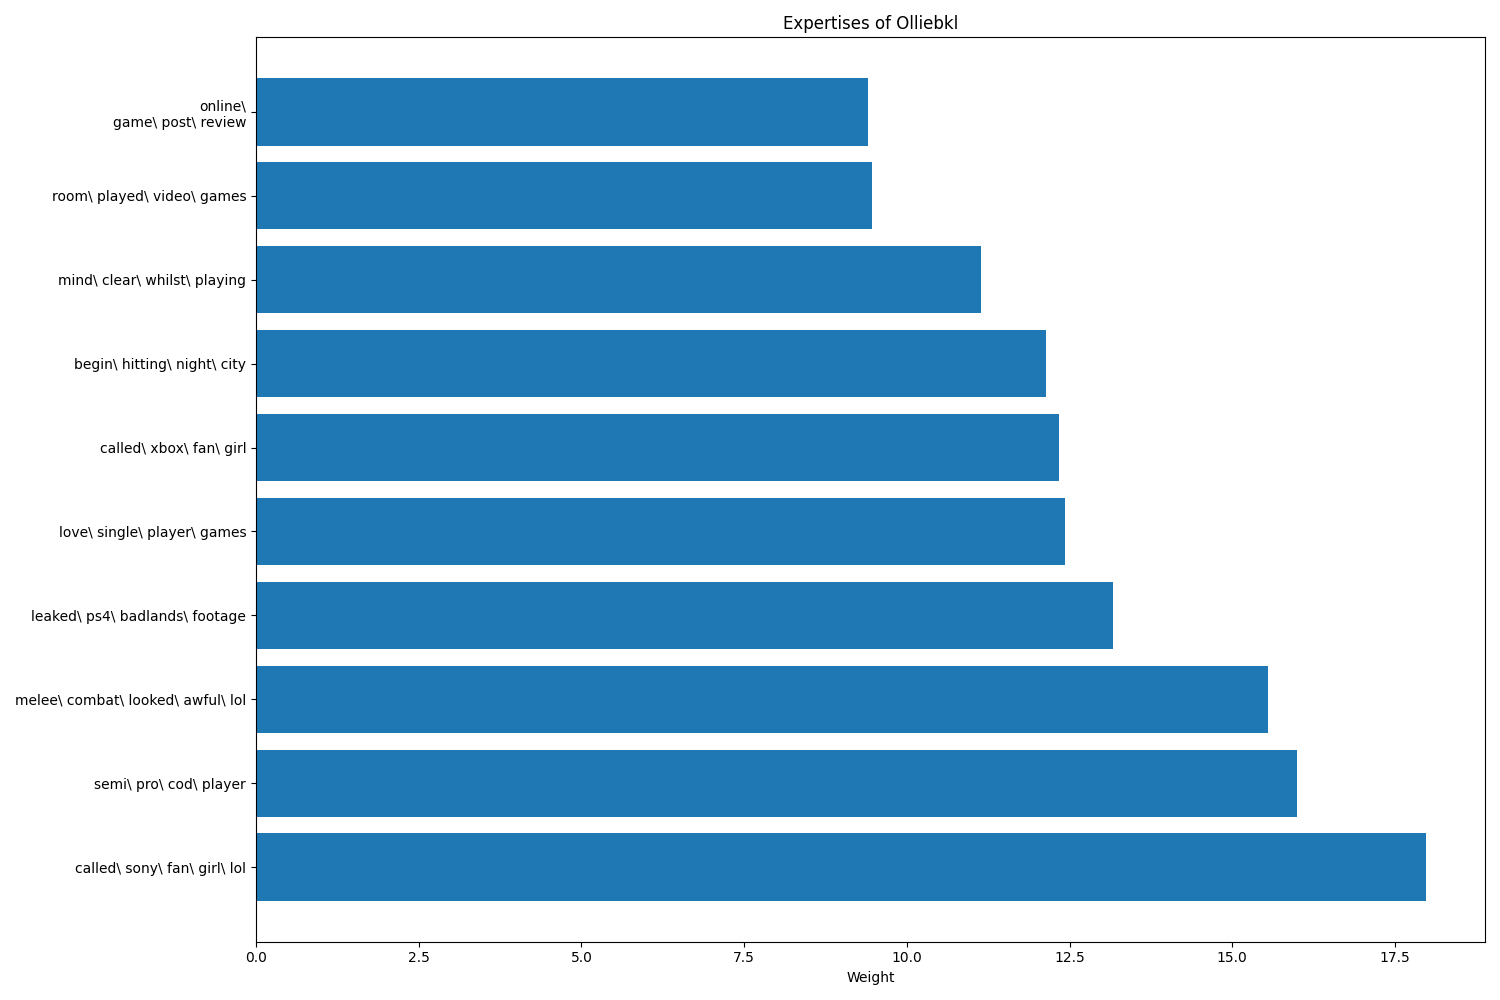 Expertises of Olliebkl
online\
game\ post\ review
room\ played\ video\ games
mind\ clear\ whilst\ playing
begin\ hitting\ night\ city
called\ xbox\ fan\ girl
love\ single\ player\ games
leaked\ ps4\ badlands\ footage
melee\ combat\ looked\ awful\ lol
semi\ pro\ cod\ player
called\ sony\ fan\ girl\ lol
0.0 2.5 5.0 7.5 10.0 12.5 15.0 17.5
Weight